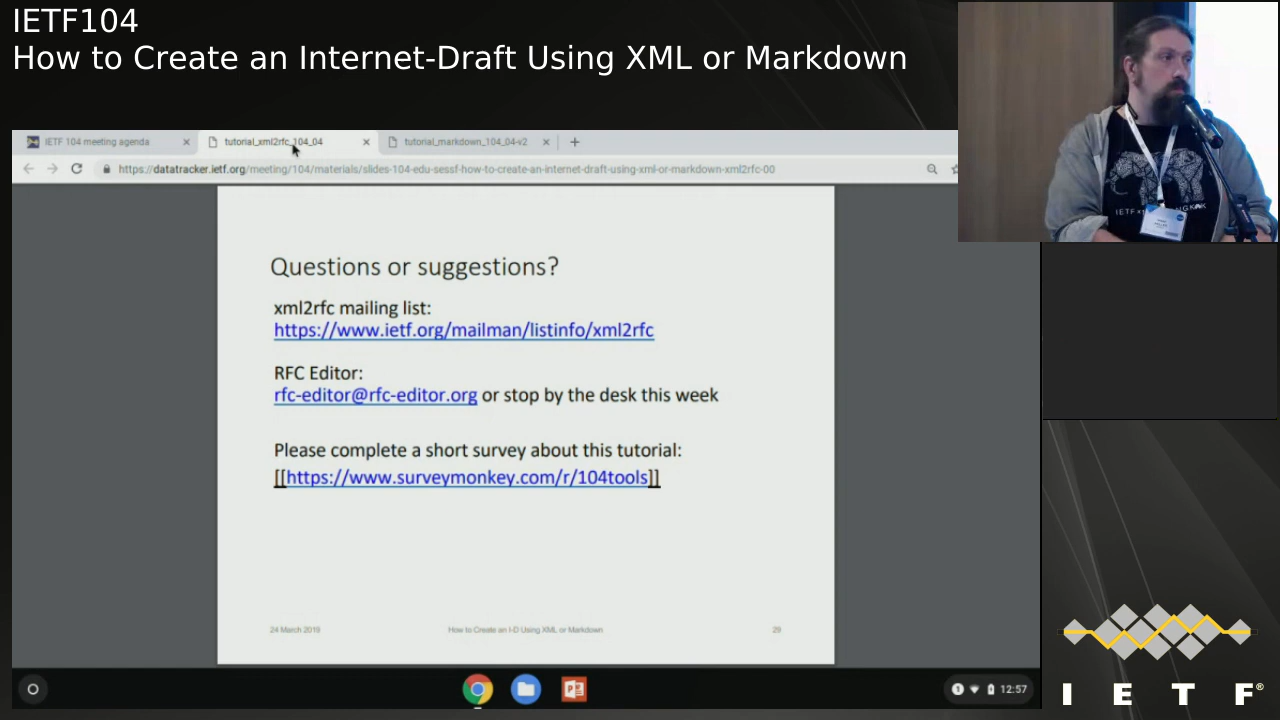 IETF104
How to Create an Internet-Draft Using XML or Markdown
IETF 104 meeting agenda
tutorial_xml2rfc_104_04
tutorial_markdown_104_04-v2
https://datatracker.ietf.org/meeting/104/materials/slides-104-edu-sessf-how-to-create-an-internet-draft-using-xml-or-markdown-xml2rfc-00
Questions or suggestions?
xml2rfc mailing list:
https://www.ietf.org/mailman/listinfo/xml2rfc
RFC Editor:
rfc-editor@rfc-editor.org or stop by the desk this week
Please complete a short survey about this tutorial:
[[https://www.surveymonkey.com/r/104tools]]
24 March 2019
How to Create an I-D Using XML or Markdown
29
1
12:57
I E T F®